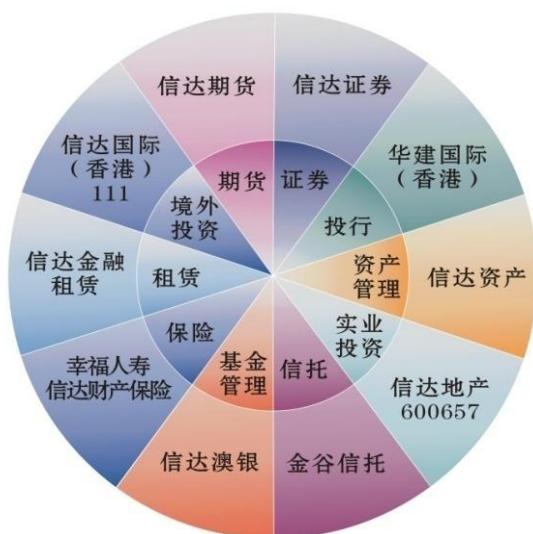 信达期货
信达证券
华建国际
（香港）
信达资产
信达地产
600657
金谷信托
信达澳银
幸福人寿
信达财产保险
信达金融
租赁
信达国际
（香港）
111
期货
证券
投行
资产
管理
实业
投资
信托
基金
管理
保险
租赁
境外
投资